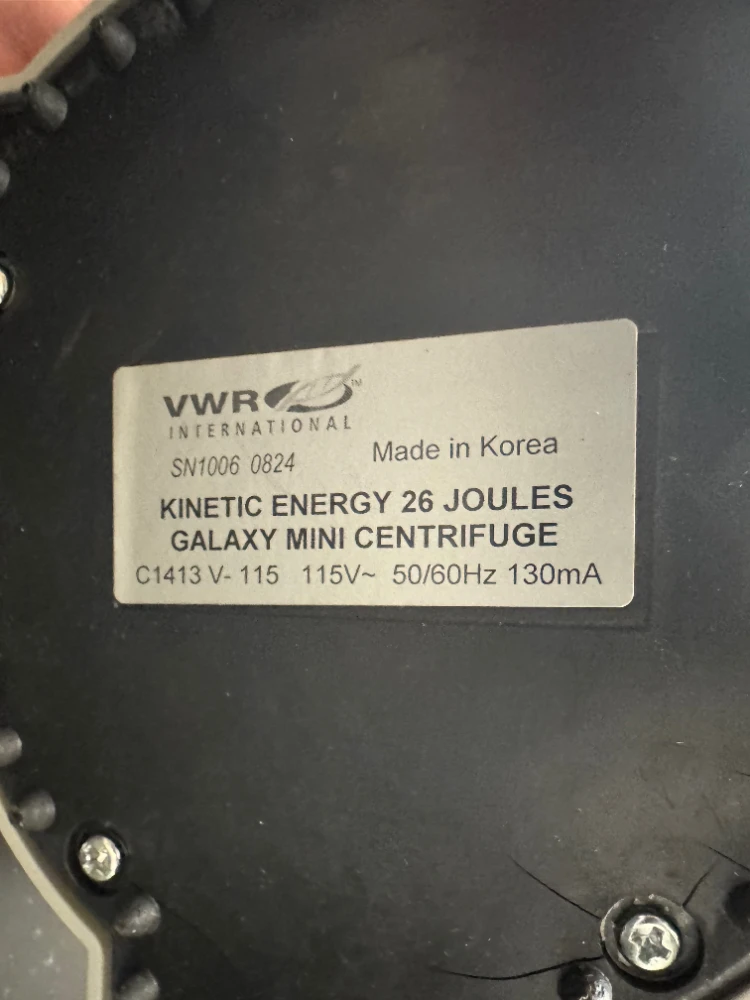 VWR™
INTERNATIONAL
SN1006 0824 Made in Korea
KINETIC ENERGY 26 JOULES
GALAXY MINI CENTRIFUGE
C1413 V- 115 115V~ 50/60Hz 130mA